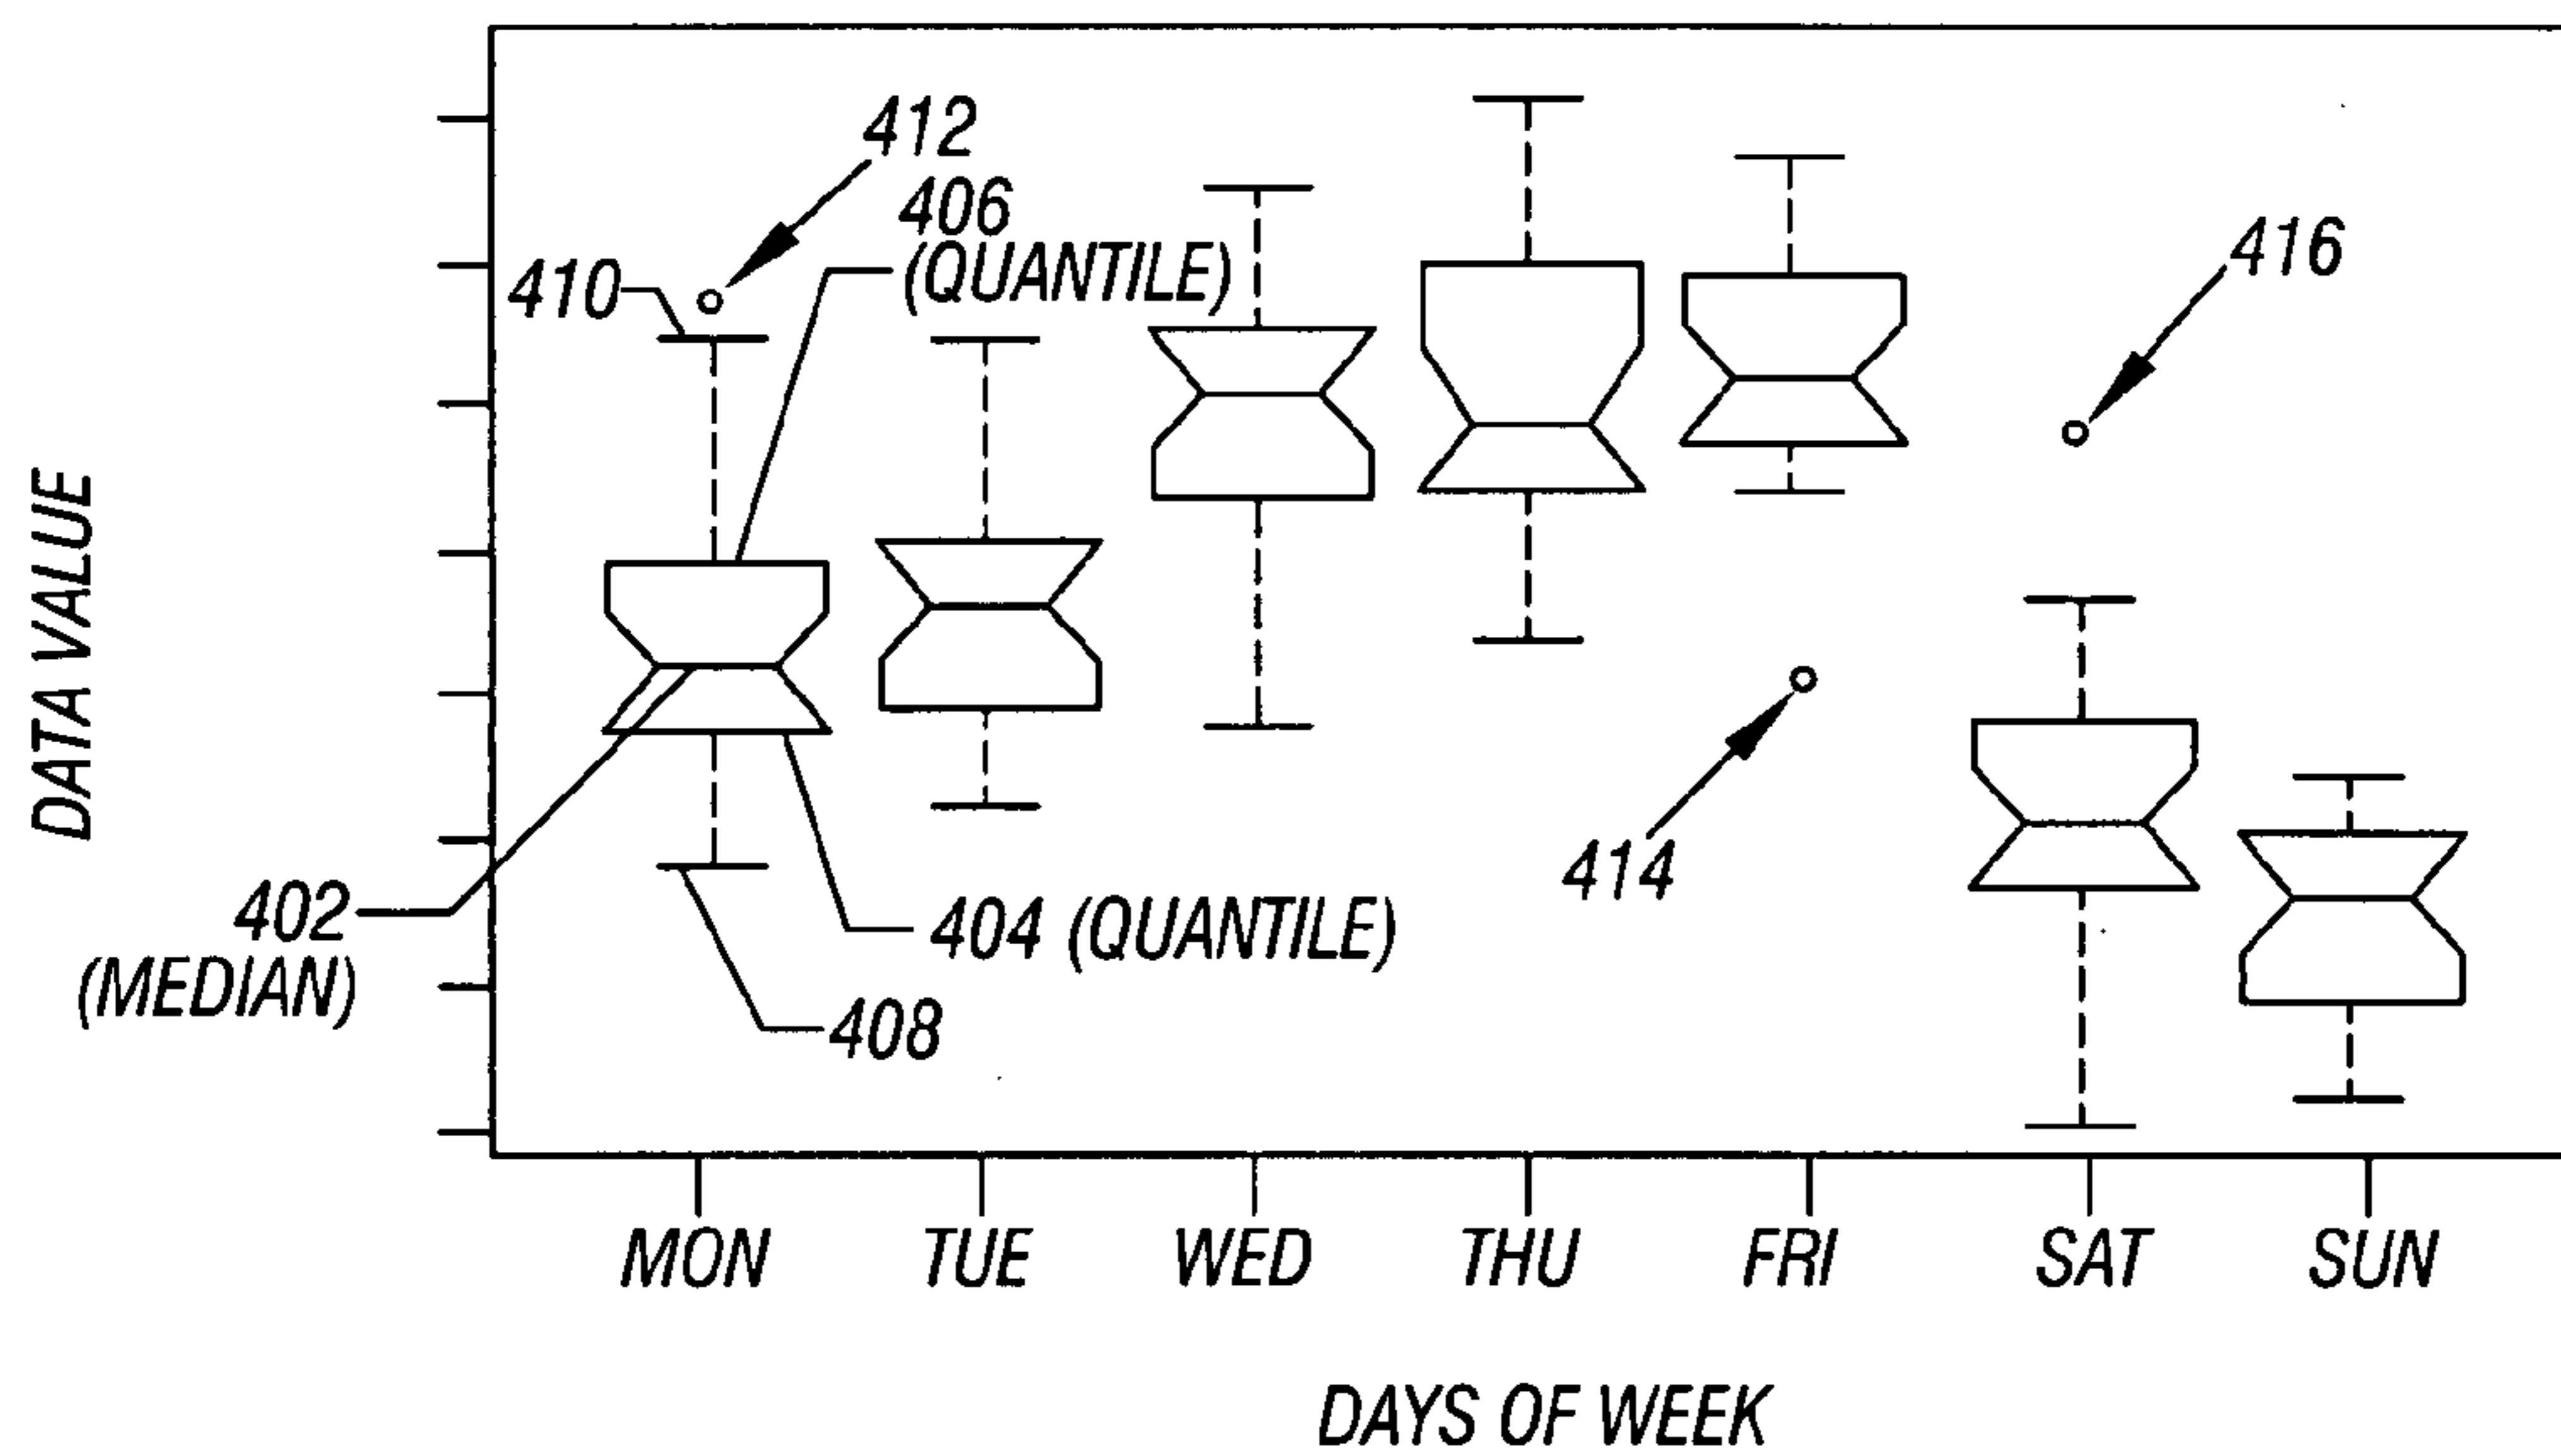 412
406
(QUANTILE)
410
416
DATA VALUE
414
402
(MEDIAN)
404 (QUANTILE)
408
MON TUE WED THU FRI SAT SUN
DAYS OF WEEK